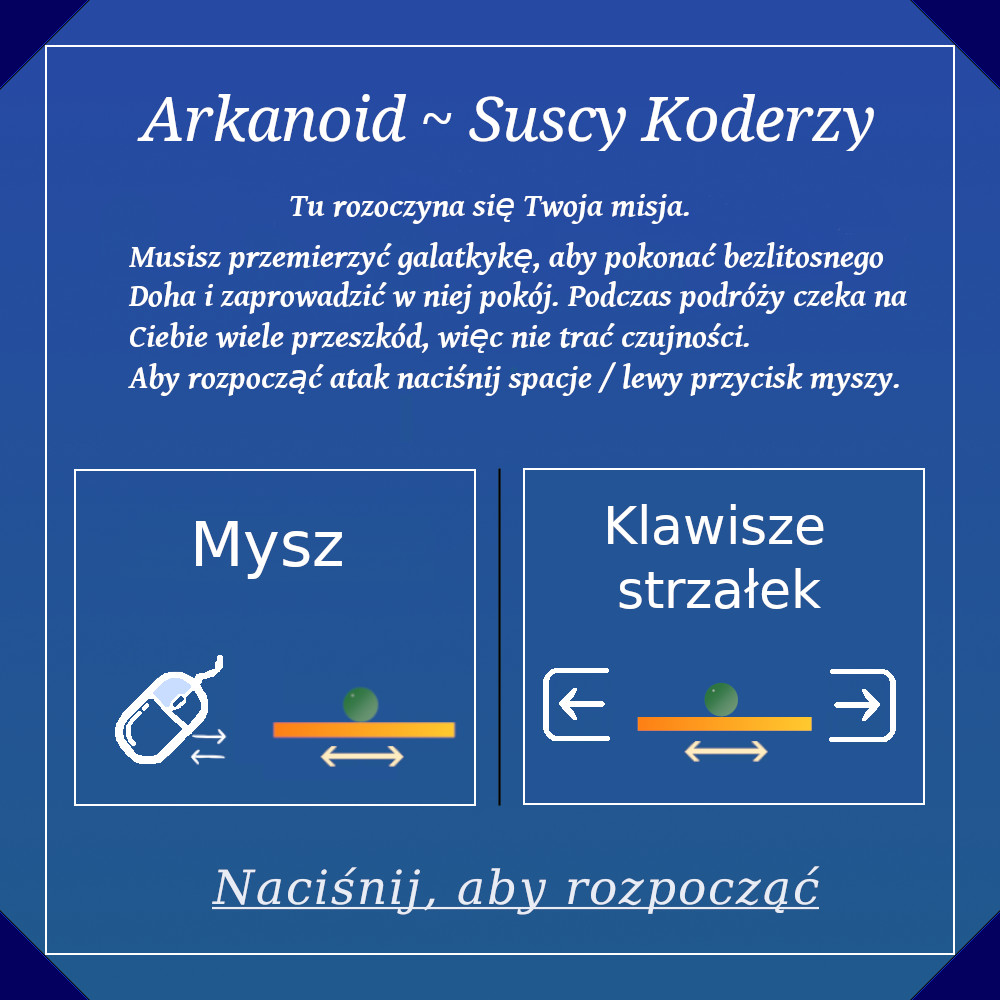 Arkanoid ~ Suscy Koderzy
Tu rozoczyna się Twoja misja.
Musisz przemierzyć galatkykę, aby pokonać bezlitosnego
Doha i zaprowadzić w niej pokój. Podczas podróży czeka na
Ciebie wiele przeszkód, więc nie trać czujności.
Aby rozpocząć atak naciśnij spacje / lewy przycisk myszy.
Mysz
Klawisze
strzałek
Naciśnij, aby rozpocząć